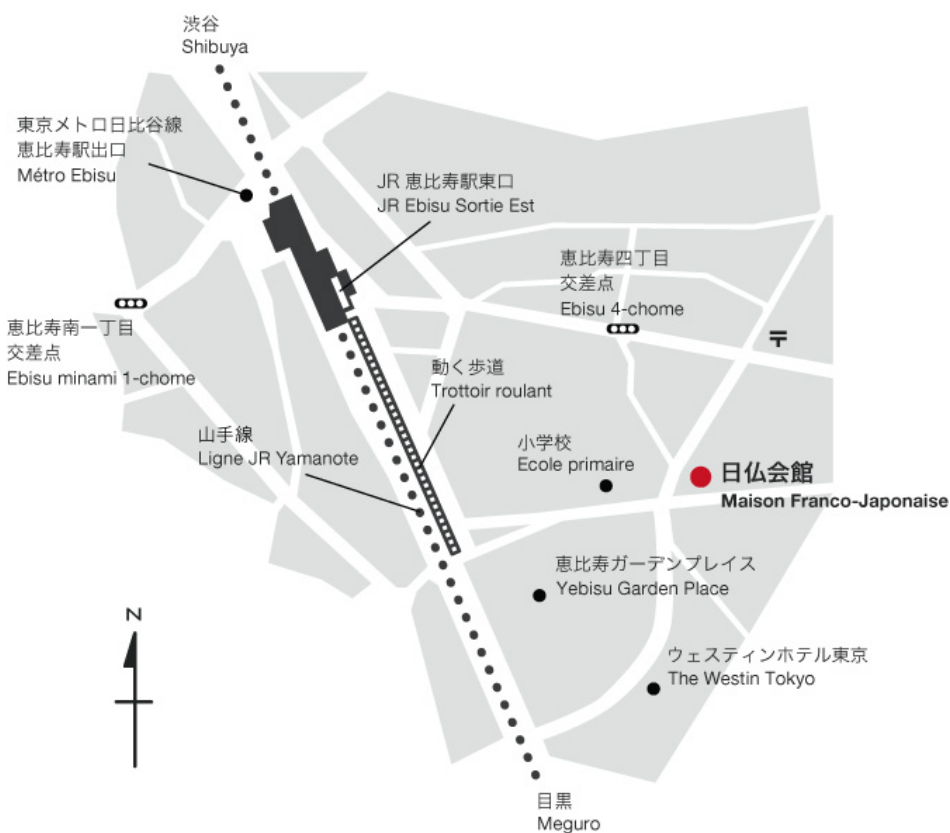 渋谷
Shibuya
東京メトロ日比谷線
恵比寿駅出口
Métro Ebisu
JR 恵比寿駅東口
JR Ebisu Sortie Est
恵比寿四丁目
交差点
Ebisu 4-chome
〒
恵比寿南一丁目
交差点
Ebisu minami 1-chome
動く歩道
Trottoir roulant
山手線
Ligne JR Yamanote
小学校
Ecole primaire
日仏会館
Maison Franco-Japonaise
恵比寿ガーデンプレイス
Yebisu Garden Place
N
ウェスティンホテル東京
The Westin Tokyo
目黒
Meguro